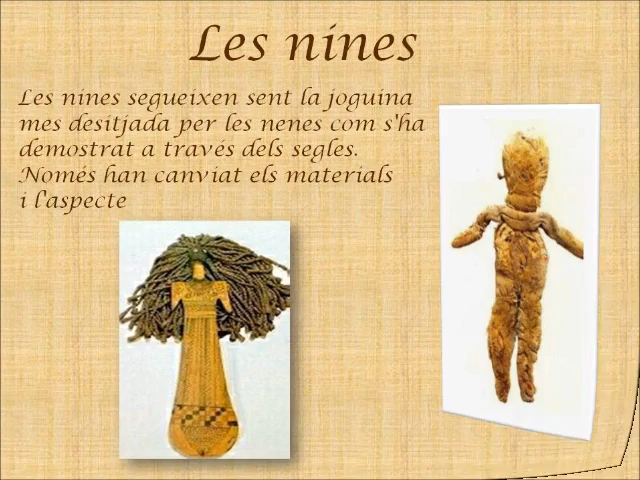 Les nines
Les nines segueixen sent la joguina
mes desitjada per les nenes com s'ha
demostrat a través dels segles.
Només han canviat els materials
i l'aspecte